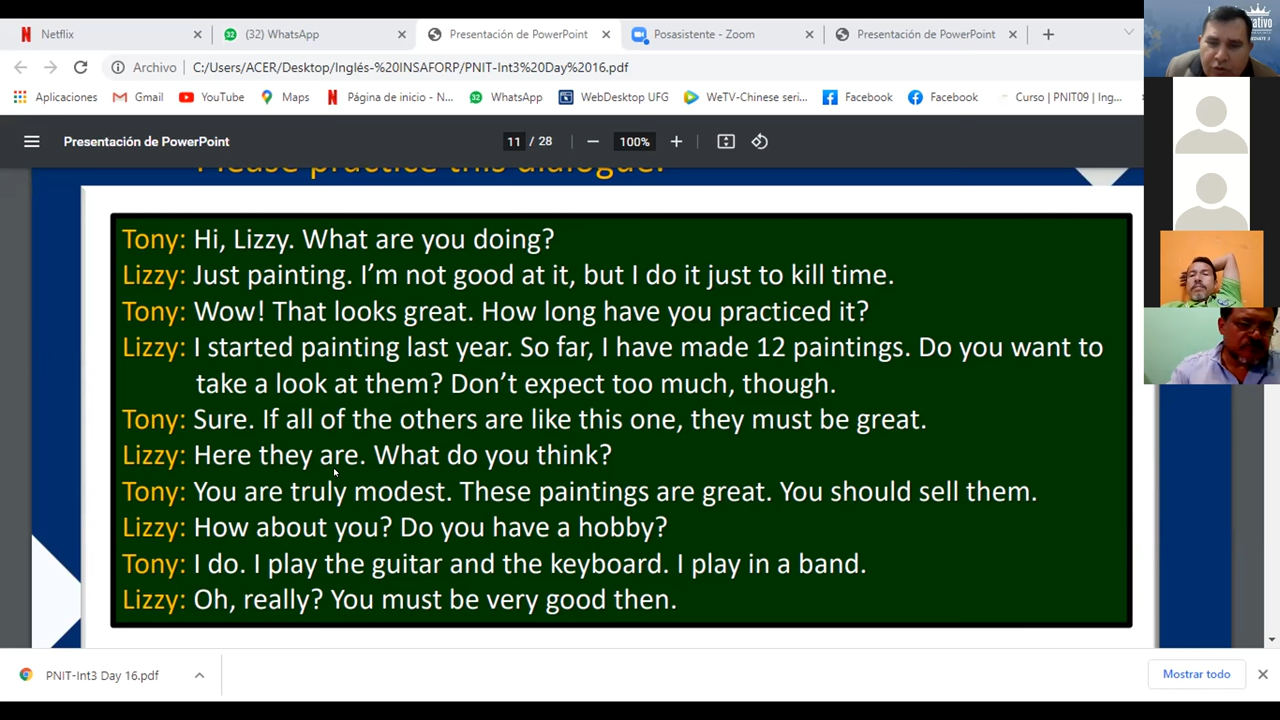 Netflix
(32) WhatsApp
Presentación de PowerPoint
Posasistente - Zoom
Presentación de PowerPoint
Archivo
C:/Users/ACER/Desktop/Inglés-%20INSAFORP/PNIT-Int3%20Day%2016.pdf
Aplicaciones
Gmail
YouTube
Maps
Página de inicio - N...
WhatsApp
WebDesktop UFG
WeTV-Chinese seri...
Facebook
Facebook
Curso | PNIT09 | Ing...
Presentación de PowerPoint
11 / 28
100%
Please practice this dialogue.
Tony: Hi, Lizzy. What are you doing?
Lizzy: Just painting. I'm not good at it, but I do it just to kill time.
Tony: Wow! That looks great. How long have you practiced it?
Lizzy: I started painting last year. So far, I have made 12 paintings. Do you want to
take a look at them? Don't expect too much, though.
Tony: Sure. If all of the others are like this one, they must be great.
Lizzy: Here they are. What do you think?
Tony: You are truly modest. These paintings are great. You should sell them.
Lizzy: How about you? Do you have a hobby?
Tony: I do. I play the guitar and the keyboard. I play in a band.
Lizzy: Oh, really? You must be very good then.
PNIT-Int3 Day 16.pdf
Mostrar todo